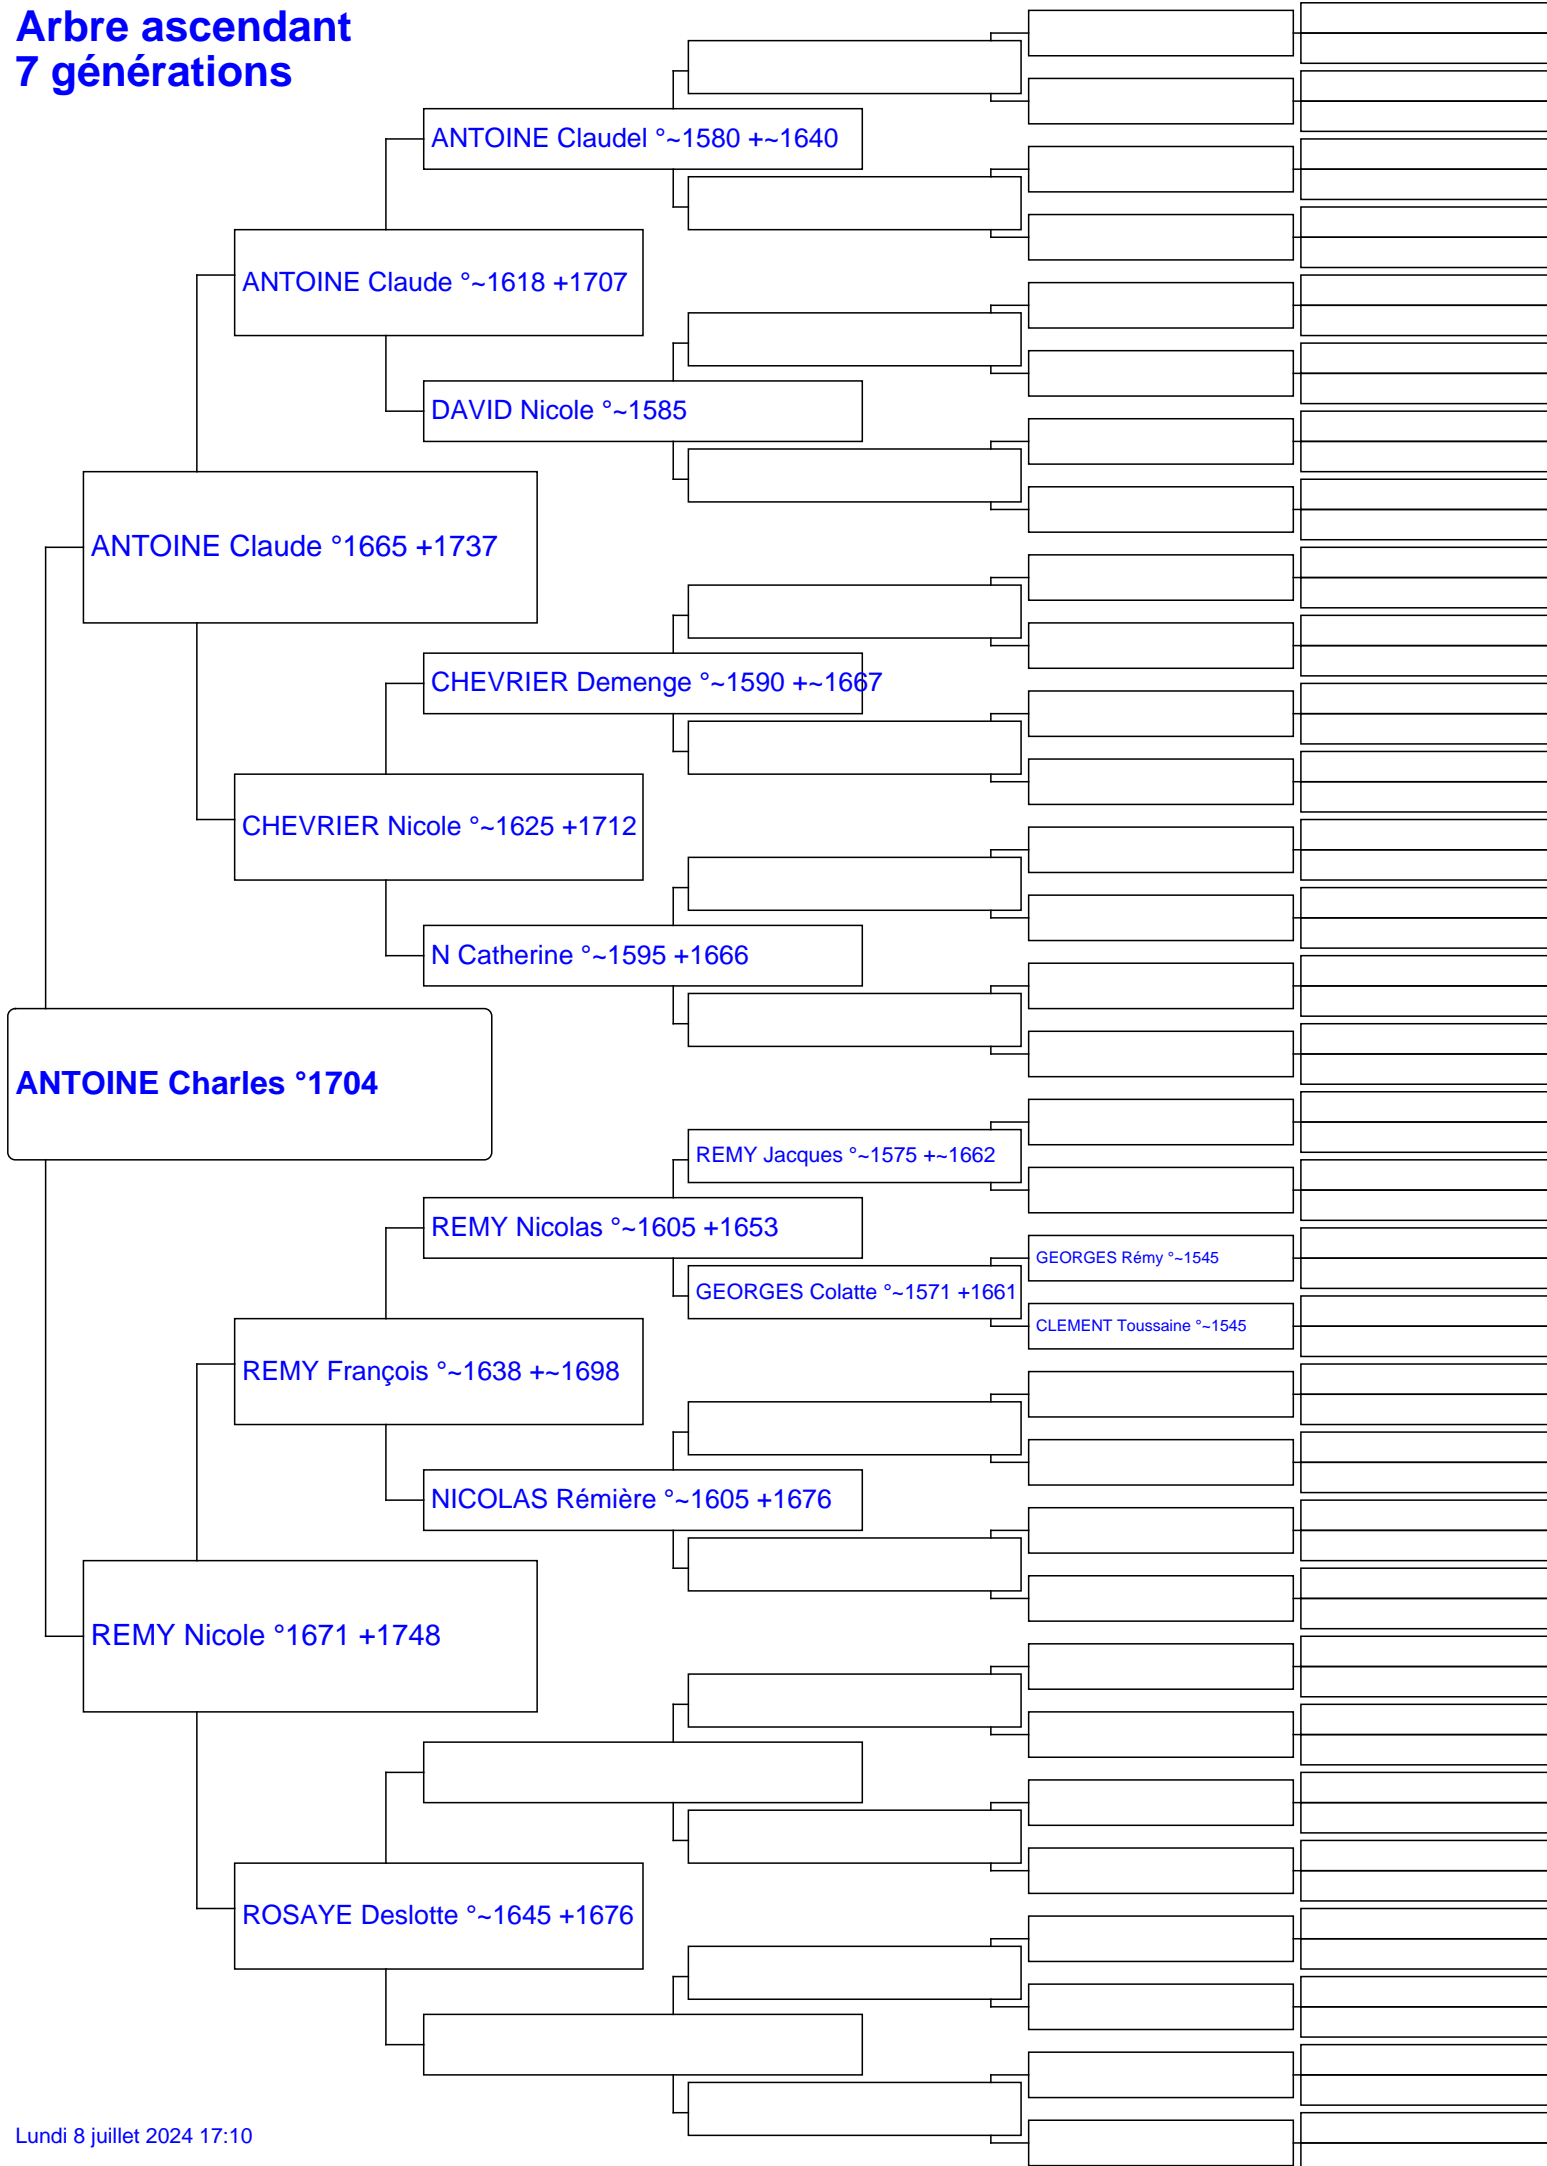 Arbre ascendant
7 générations
ANTOINE Claudel °~1580 +~1640
ANTOINE Claude °~1618 +1707
DAVID Nicole °~1585
ANTOINE Claude °1665 +1737
CHEVRIER Demenge °~1590 +~1667
CHEVRIER Nicole °~1625 +1712
N Catherine °~1595 +1666
ANTOINE Charles °1704
REMY Jacques °~1575 +~1662
REMY Nicolas °~1605 +1653
GEORGES Rémy °~1545
GEORGES Colatte °~1571 +1661
CLEMENT Toussaine °~1545
REMY François °~1638 +~1698
NICOLAS Rémière °~1605 +1676
REMY Nicole °1671 +1748
ROSAYE Deslotte °~1645 +1676
Lundi 8 juillet 2024 17:10